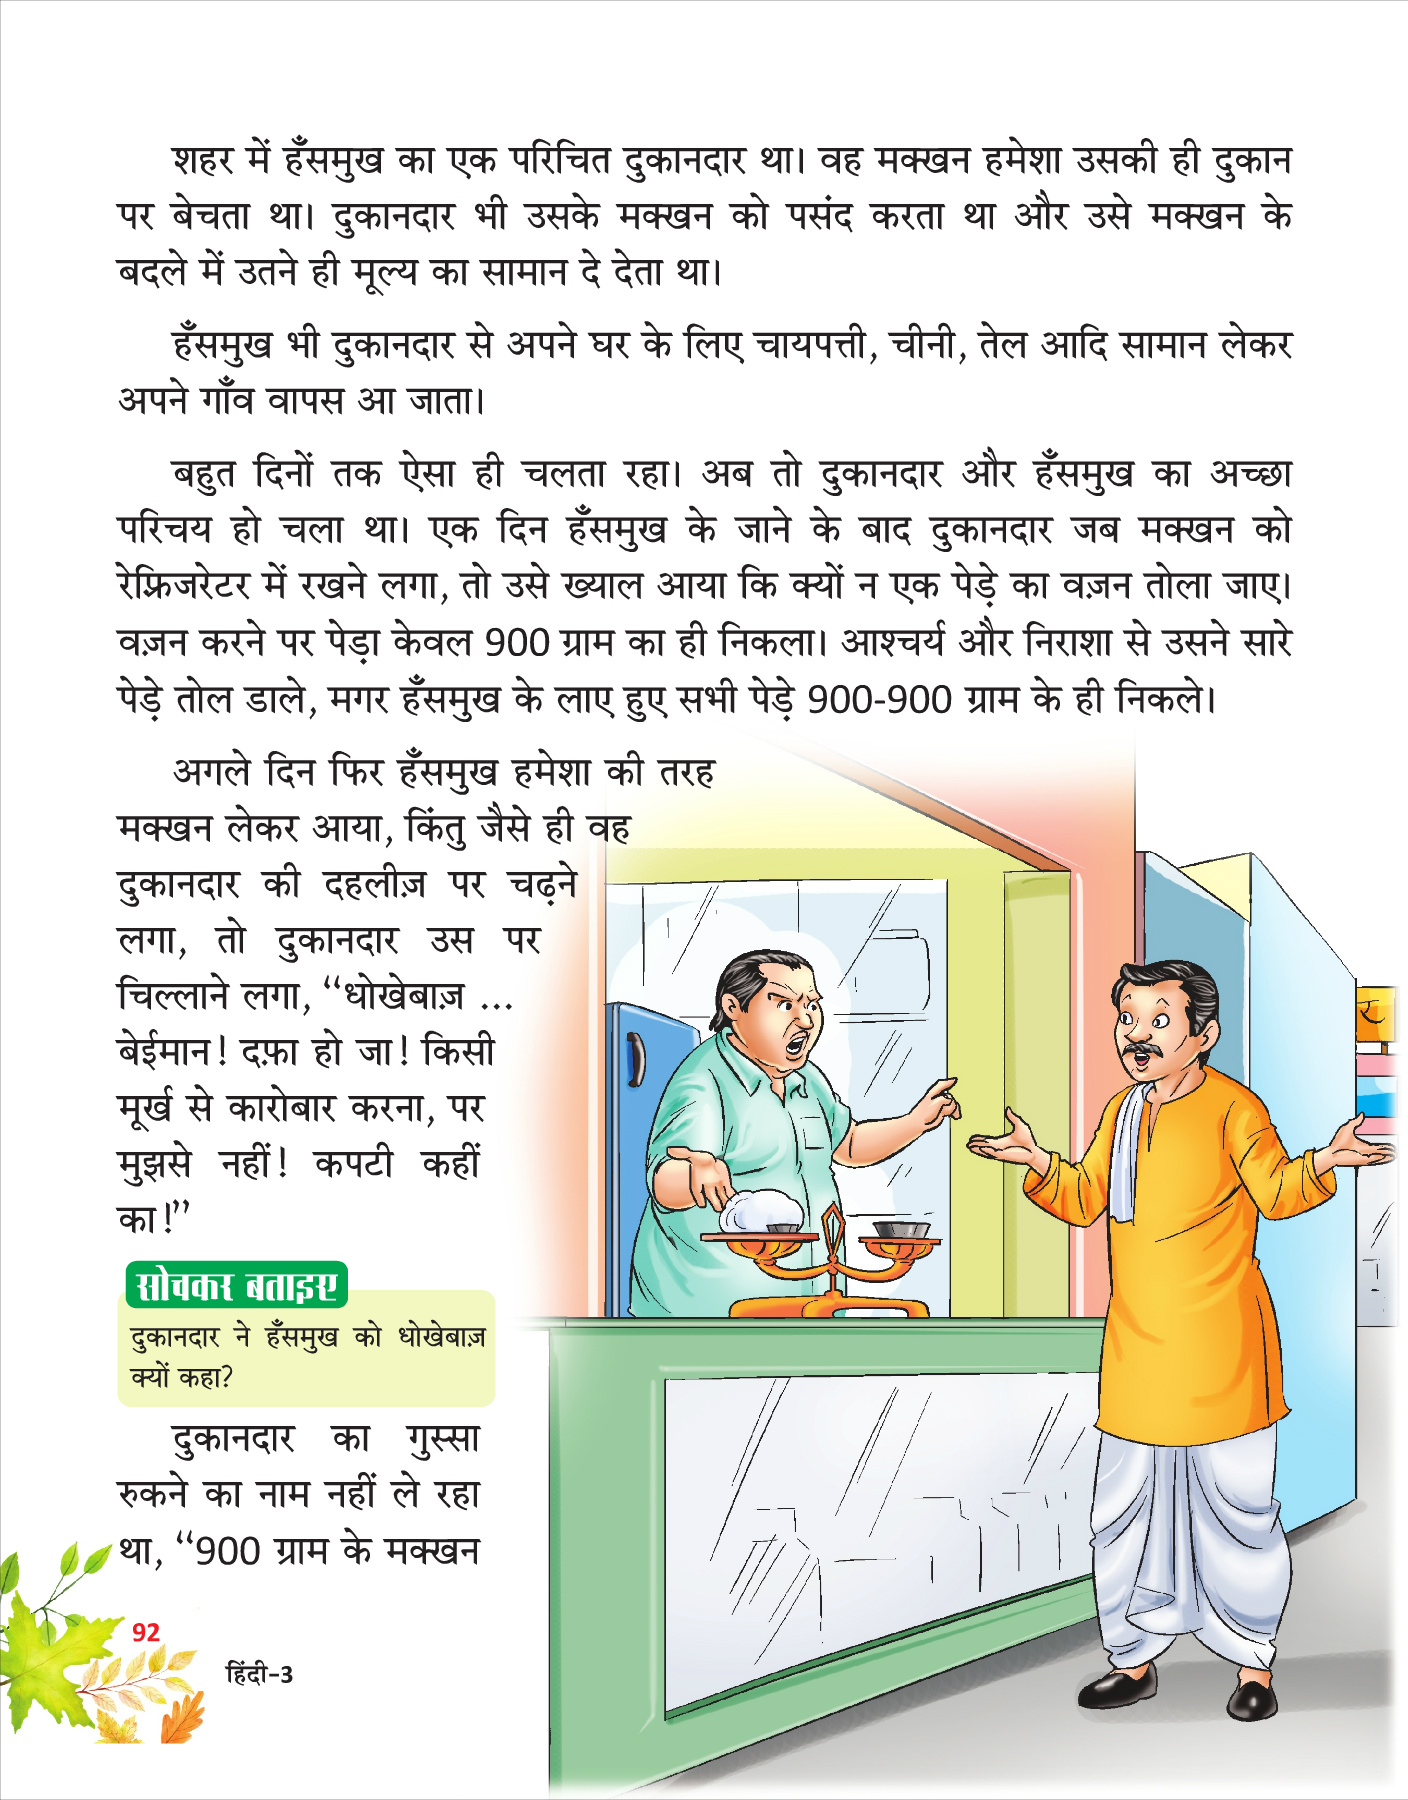 शहर में हँसमुख का एक परिचित दुकानदार था। वह मक्खन हमेशा उसकी ही दुकान
पर बेचता था। दुकानदार भी उसके मक्खन को पसंद करता था और उसे मक्खन के
बदले में उतने ही मूल्य का सामान दे देता था।
हँसमुख भी दुकानदार से अपने घर के लिए चायपत्ती, चीनी, तेल आदि सामान लेकर
अपने गाँव वापस आ जाता।
बहुत दिनों तक ऐसा ही चलता रहा। अब तो दुकानदार और हँसमुख का अच्छा
परिचय हो चला था। एक दिन हँसमुख के जाने के बाद दुकानदार जब मक्खन को
रेफ़्रिजरेटर में रखने लगा, तो उसे ख्याल आया कि क्यों न एक पेड़े का वज़न तोला जाए।
वज़न करने पर पेड़ा केवल 900 ग्राम का ही निकला। आश्चर्य और निराशा से उसने सारे
पेड़े तोल डाले, मगर हँसमुख के लाए हुए सभी पेड़े 900-900 ग्राम के ही निकले।
अगले दिन फिर हँसमुख हमेशा की तरह
मक्खन लेकर आया, किंतु जैसे ही वह
दुकानदार की दहलीज़ पर चढ़ने
लगा, तो दुकानदार उस पर
चिल्लाने लगा, “धोखेबाज़ ...
बेईमान! दफ़ा हो जा! किसी
मूर्ख से कारोबार करना, पर
मुझसे नहीं! कपटी कहीं
का!”
सोचकर बताइए
दुकानदार ने हँसमुख को धोखेबाज़
क्यों कहा?
दुकानदार का गुस्सा
रुकने का नाम नहीं ले रहा
था, “900 ग्राम के मक्खन
र
92
हिंदी-3